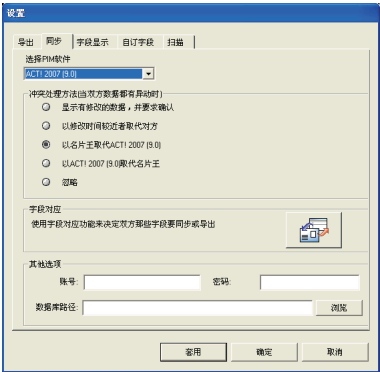 设置
导出 同步 字段显示 自订字段 扫描
选择PIM软件
ACT! 2007 (9.0)
冲突处理方法(当双方数据都有异动时)
显示有修改的数据，并要求确认
以修改时间较近者取代对方
以名片王取代ACT! 2007 (9.0)
以ACT! 2007 (9.0)取代名片王
忽略
字段对应
使用字段对应功能来决定双方那些字段要同步或导出
其他选项
账号: 密码:
数据库路径: 浏览
套用 确定 取消